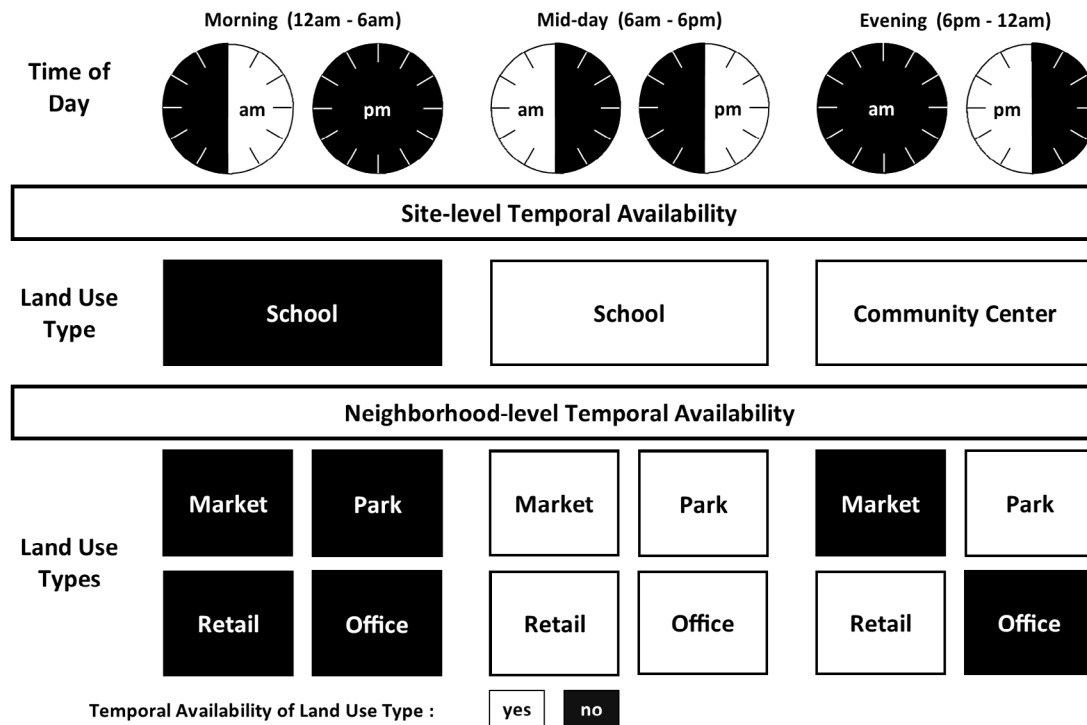 Morning (12am - 6am) Mid-day (6am - 6pm) Evening (6pm - 12am)
Time of
Day
am pm am pm am pm
Site-level Temporal Availability
Land Use
Type
School School Community Center
Neighborhood-level Temporal Availability
Land Use
Types
Market Park Market Park Market Park
Retail Office Retail Office Retail Office
Temporal Availability of Land Use Type : yes no